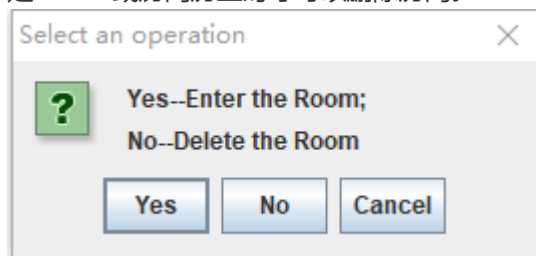 Select an operation
Yes--Enter the Room;
No--Delete the Room
Yes No Cancel